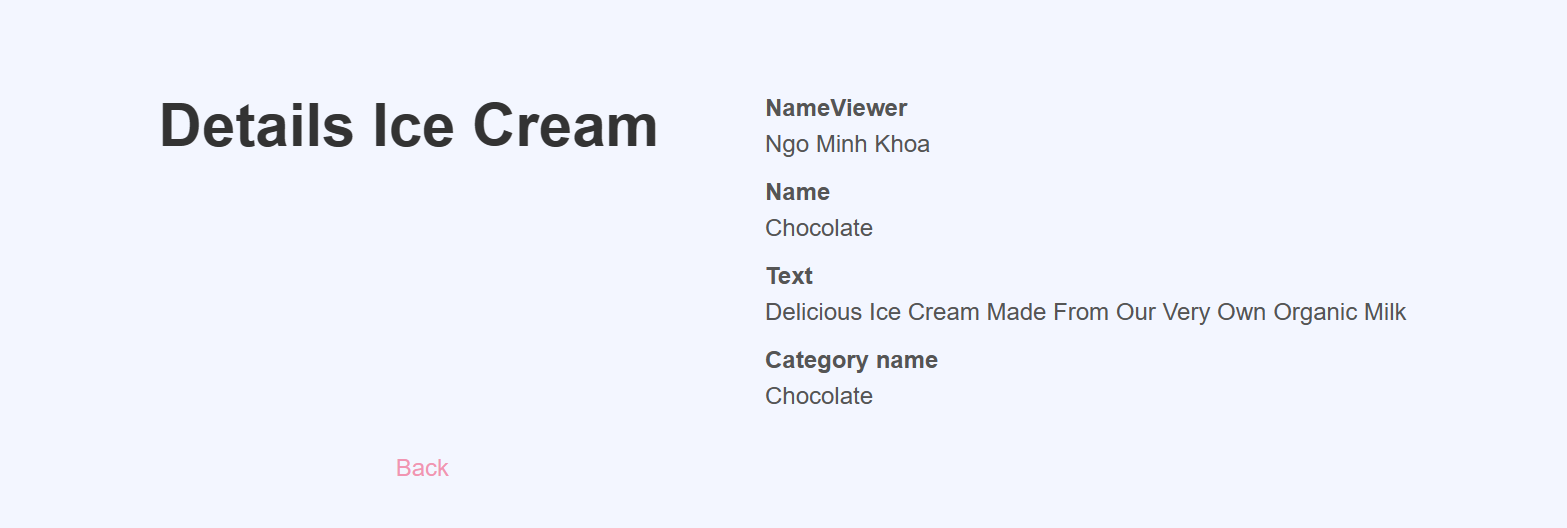 Details Ice Cream
NameViewer
Ngo Minh Khoa
Name
Chocolate
Text
Delicious Ice Cream Made From Our Very Own Organic Milk
Category name
Chocolate
Back